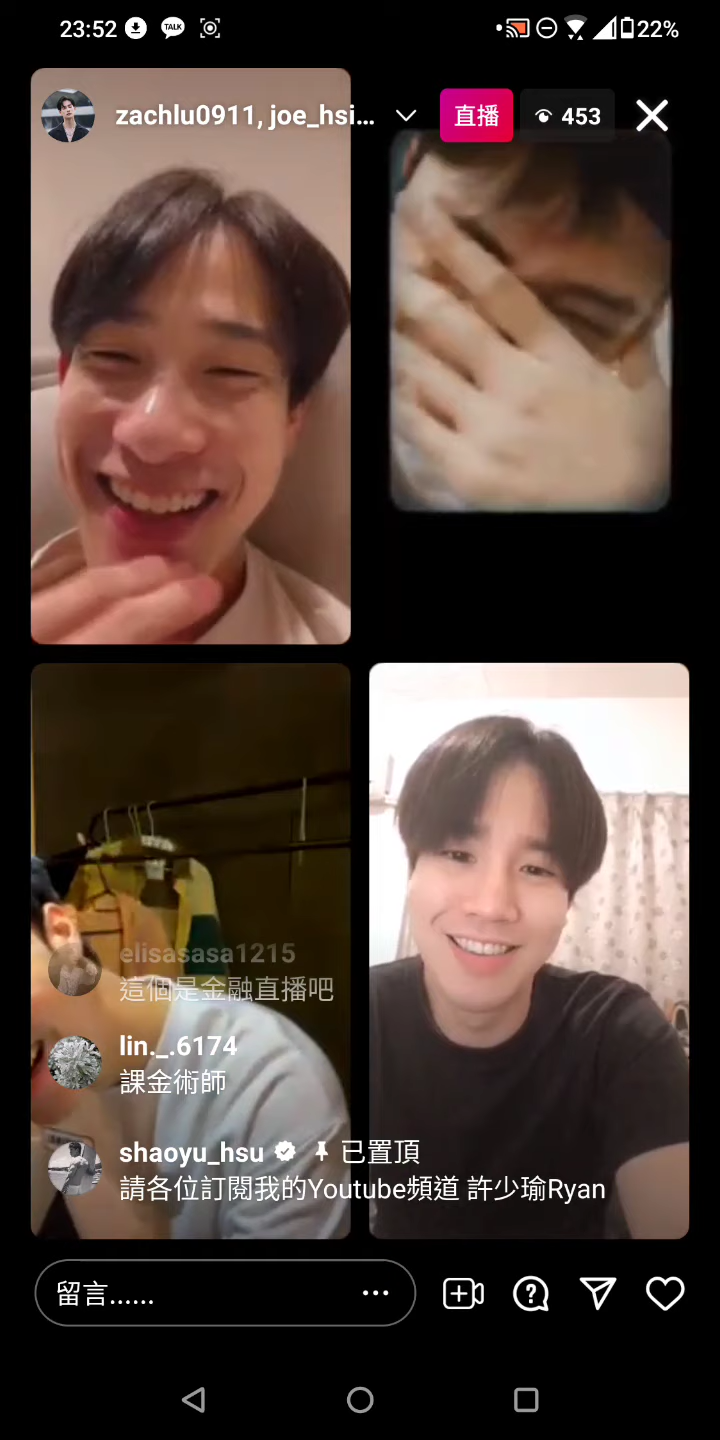 23:52 TALK 22%
zachlu0911, joe_hsi... 直播 453
elisasasa1215
這個是金融直播吧
lin._.6174
課金術師
shaoyu_hsu 已置頂
請各位訂閱我的Youtube頻道 許少瑜Ryan
留言......